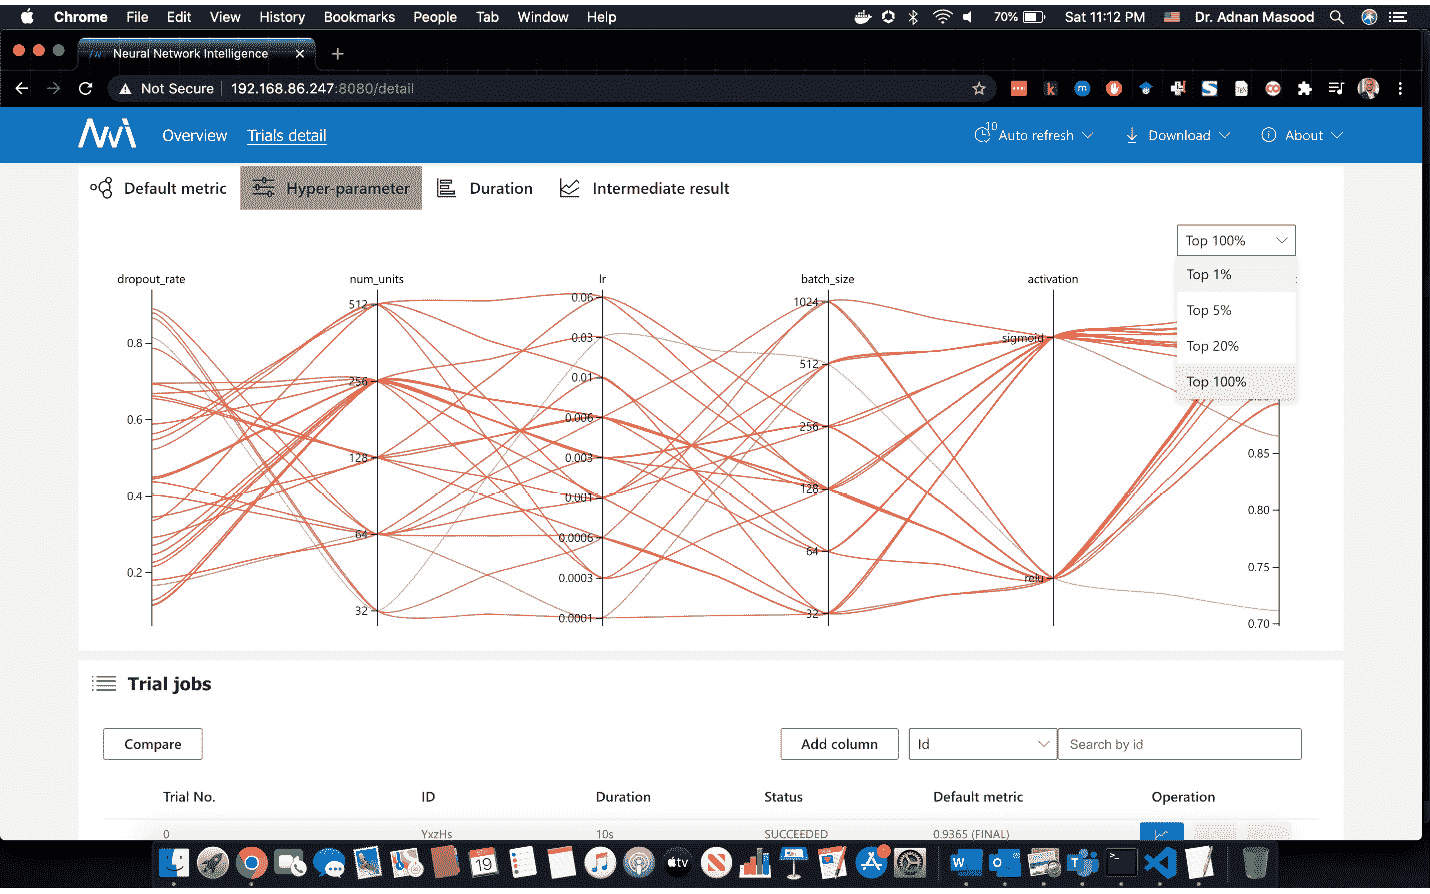 Chrome File Edit View History Bookmarks People Tab Window Help 70% Sat 11:12 PM Dr. Adnan Masood
Neural Network Intelligence
Not Secure 192.168.86.247:8080/detail
Overview Trials detail 10 Auto refresh Download About
Default metric Hyper-parameter Duration Intermediate result
Top 100%
Top 1%
Top 5%
Top 20%
Top 100%
dropout_rate num_units lr batch_size activation
0.8
0.6
0.4
0.2
512
256
128
64
32
0.06
0.03
0.01
0.006
0.003
0.001
0.0006
0.0003
0.0001
1024
512
256
128
64
32
sigmoid
relu
0.85
0.80
0.75
0.70
Trial jobs
Compare Add column Id Search by id
Trial No. ID Duration Status Default metric Operation
0 YxzHs 10s SUCCEEDED 0.9365 (FINAL)
19
tv